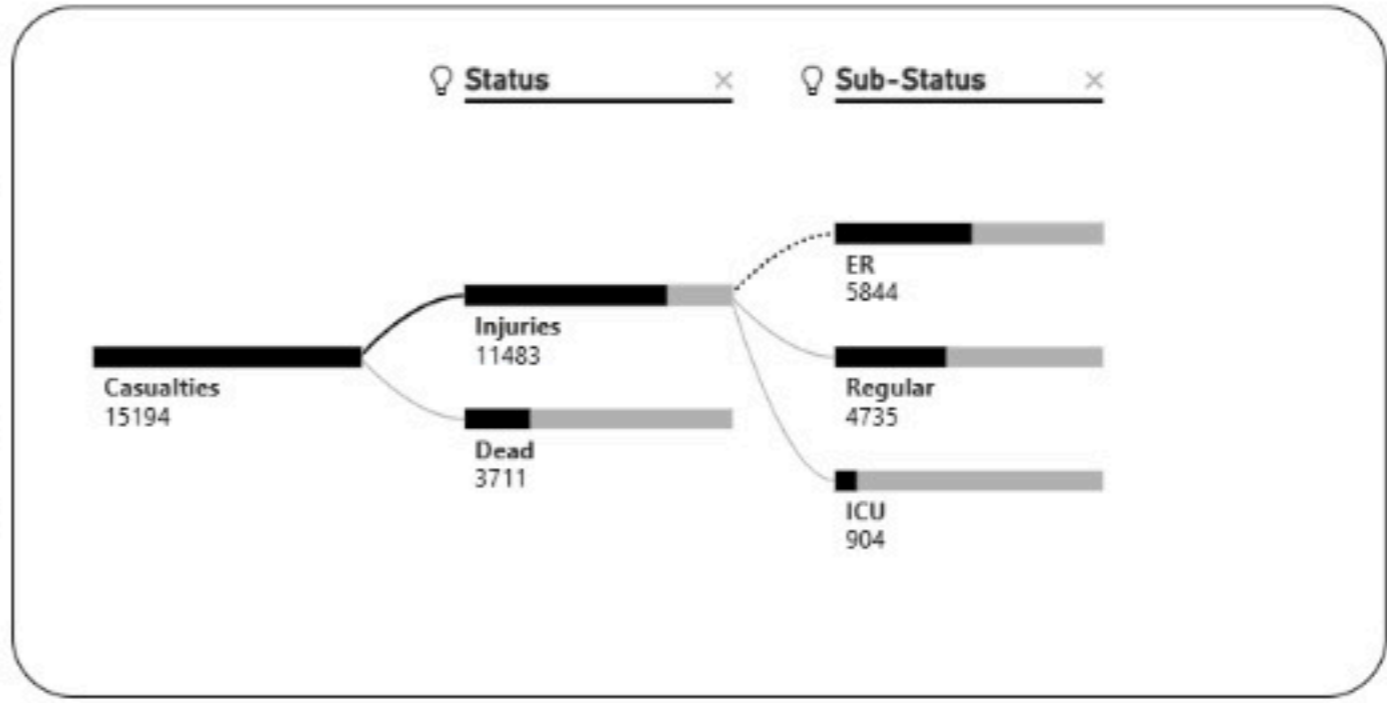 Status
Sub-Status
Casualties
15194
Injuries
11483
Dead
3711
ER
5844
Regular
4735
ICU
904